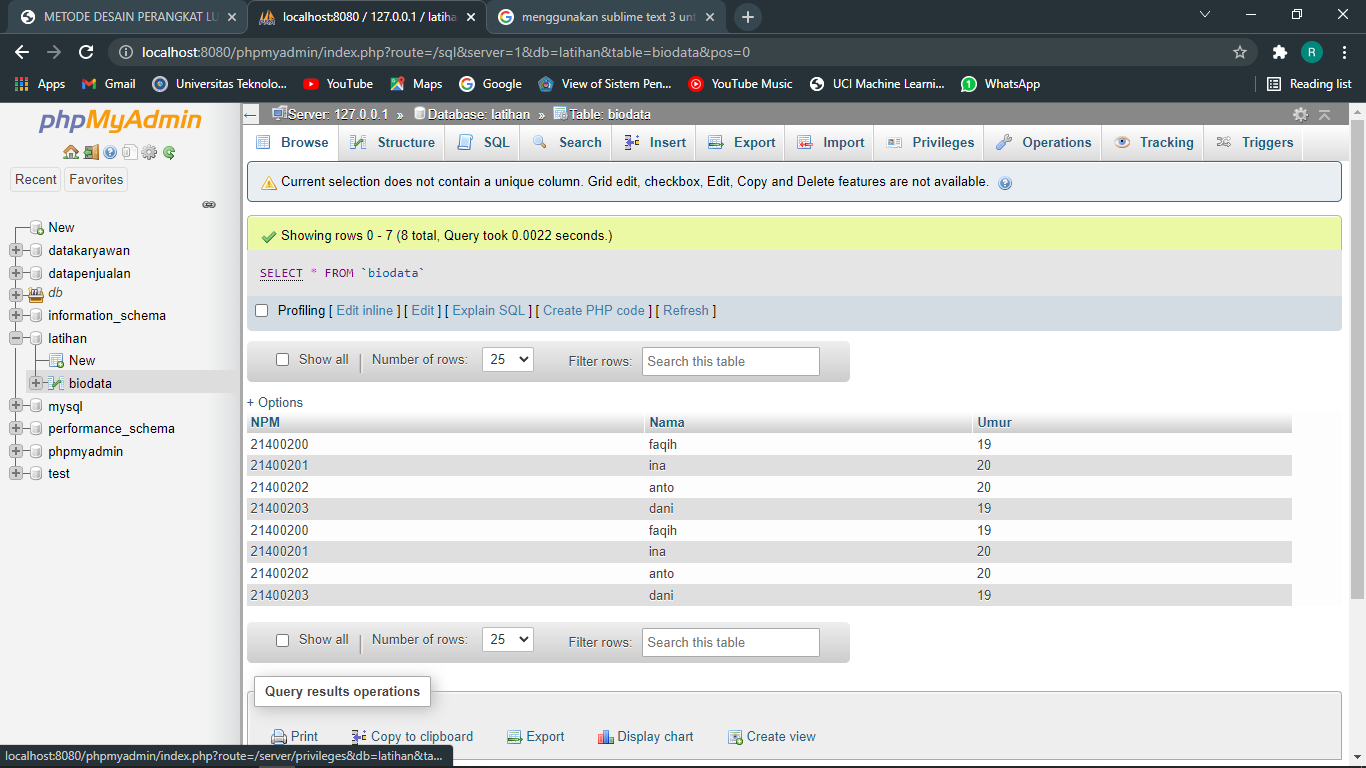 METODE DESAIN PERANGKAT LU
localhost:8080 / 127.0.0.1 / latiha
menggunakan sublime text 3 unt
localhost:8080/phpmyadmin/index.php?route=/sql&server=1&db=latihan&table=biodata&pos=0
R
Apps
Gmail
Universitas Teknolo...
YouTube
Maps
Google
View of Sistem Pen...
YouTube Music
UCI Machine Learni...
WhatsApp
Reading list
phpMyAdmin
Recent
Favorites
New
datakaryawan
datapenjualan
db
information_schema
latihan
New
biodata
mysql
performance_schema
phpmyadmin
test
Server: 127.0.0.1 » Database: latihan » Table: biodata
Browse Structure SQL Search Insert Export Import Privileges Operations Tracking Triggers
Current selection does not contain a unique column. Grid edit, checkbox, Edit, Copy and Delete features are not available.
Showing rows 0 - 7 (8 total, Query took 0.0022 seconds.)
SELECT * FROM `biodata`
Profiling [ Edit inline ] [ Edit ] [ Explain SQL ] [ Create PHP code ] [ Refresh ]
Show all Number of rows: 25 Filter rows: Search this table
+ Options
NPM Nama Umur
21400200 faqih 19
21400201 ina 20
21400202 anto 20
21400203 dani 19
21400200 faqih 19
21400201 ina 20
21400202 anto 20
21400203 dani 19
Show all Number of rows: 25 Filter rows: Search this table
Query results operations
Print Copy to clipboard Export Display chart Create view
localhost:8080/phpmyadmin/index.php?route=/server/privileges&db=latihan&ta...